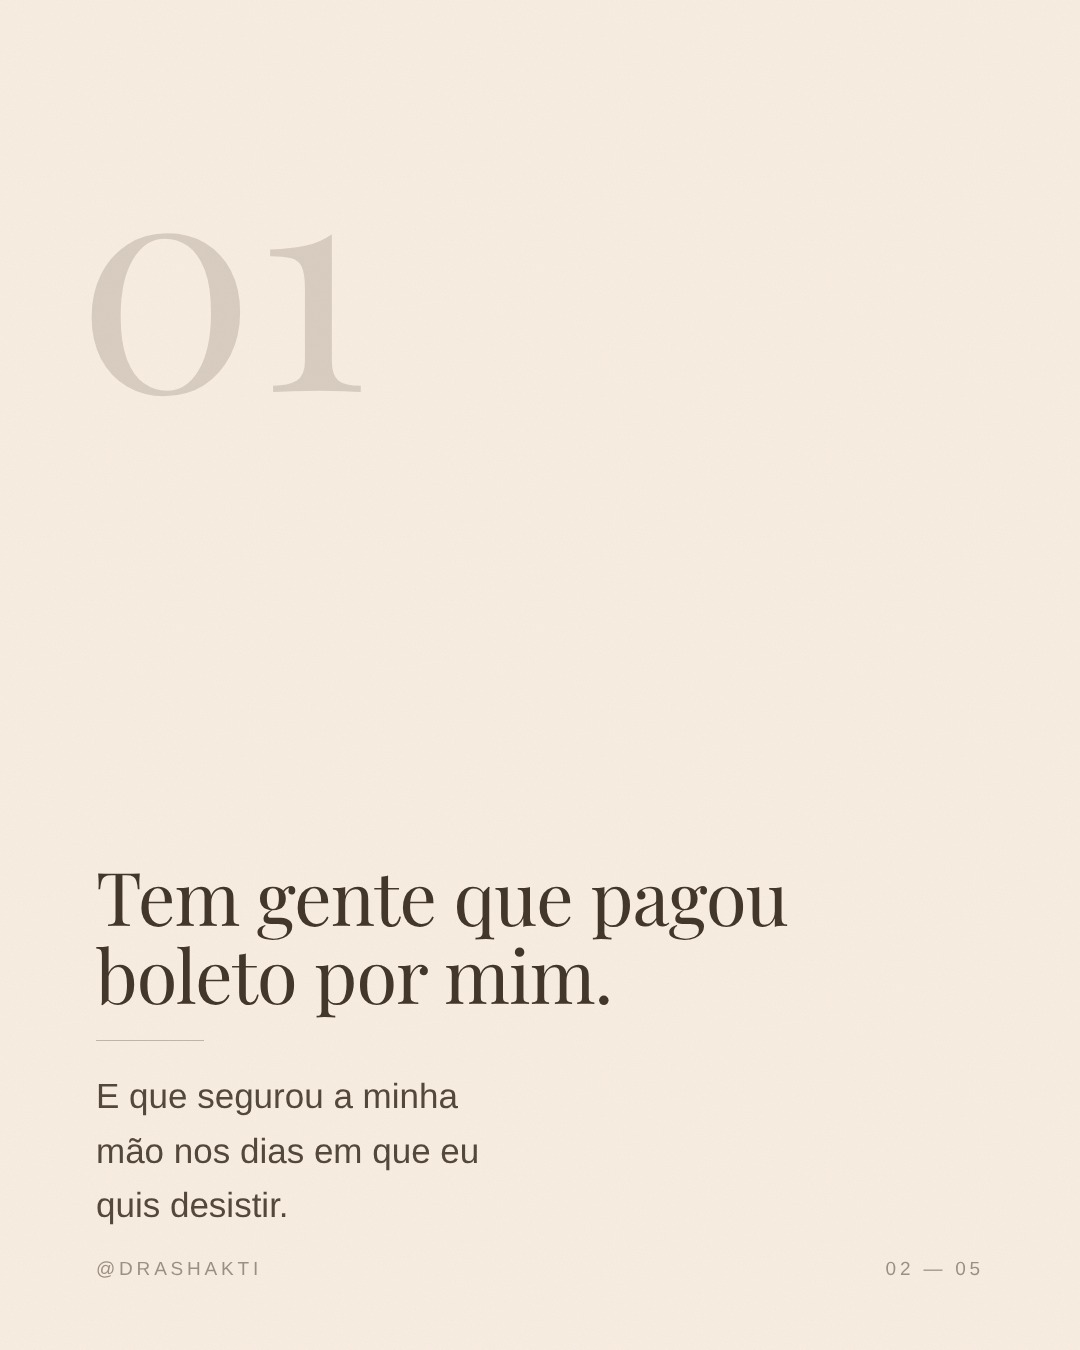 01
Tem gente que pagou
boleto por mim.
E que segurou a minha
mão nos dias em que eu
quis desistir.
@DRASHAKTI
02 — 05